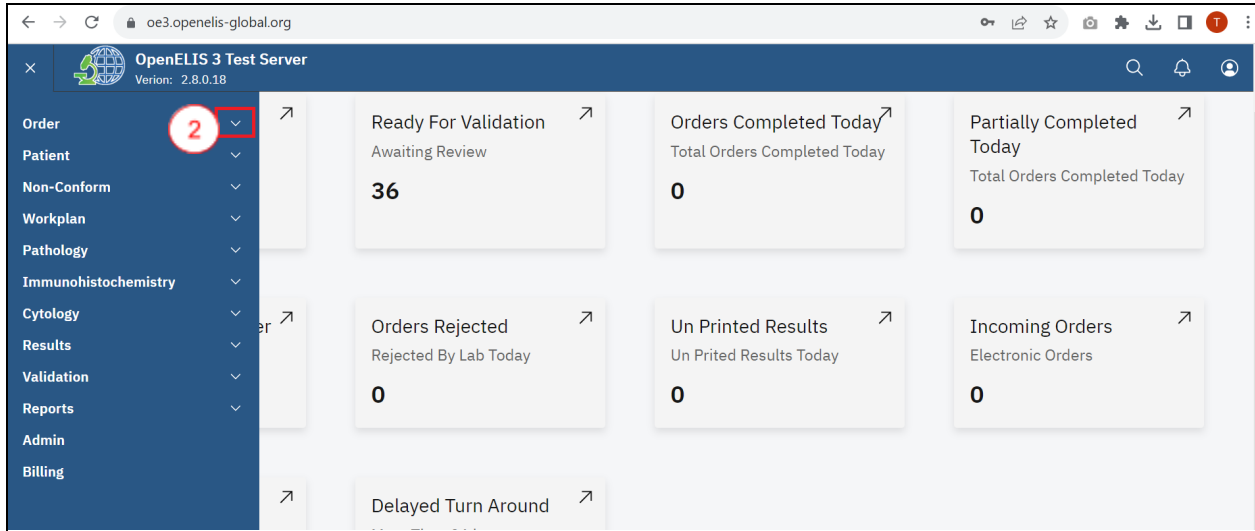 oe3.openelis-global.org
T
OpenELIS 3 Test Server
Verion: 2.8.0.18
Order
2
Patient
Non-Conform
Workplan
Pathology
Immunohistochemistry
Cytology
Results
Validation
Reports
Admin
Billing
Ready For Validation
Awaiting Review
36
Orders Completed Today
Total Orders Completed Today
0
Partially Completed
Today
Total Orders Completed Today
0
er
Orders Rejected
Rejected By Lab Today
0
Un Printed Results
Un Prited Results Today
0
Incoming Orders
Electronic Orders
0
Delayed Turn Around